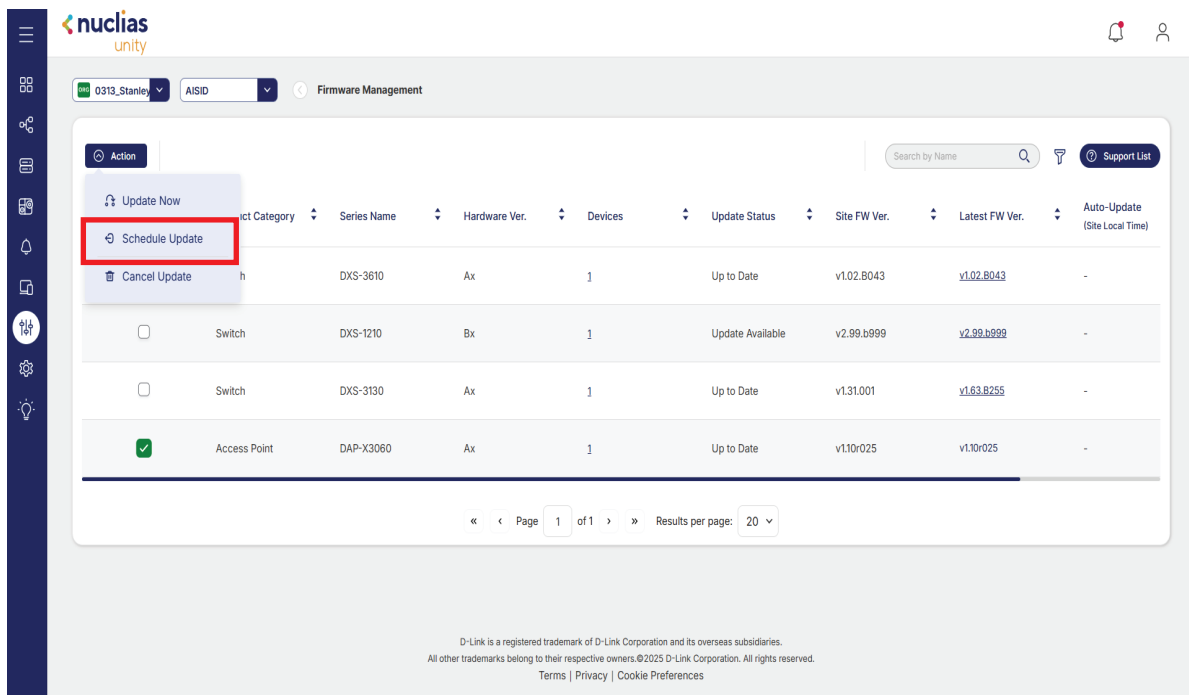 nuclias
unity
ORG 0313_Stanley AISID Firmware Management
Action Search by Name Support List
Update Now
Schedule Update
Cancel Update
uct Category Series Name Hardware Ver. Devices Update Status Site FW Ver. Latest FW Ver. Auto-Update
(Site Local Time)
h DXS-3610 Ax 1 Up to Date v1.02.B043 v1.02.B043 -
Switch DXS-1210 Bx 1 Update Available v2.99.b999 v2.99.b999 -
Switch DXS-3130 Ax 1 Up to Date v1.31.001 v1.63.B255 -
Access Point DAP-X3060 Ax 1 Up to Date v1.10r025 v1.10r025 -
« ‹ Page 1 of 1 › » Results per page: 20
D-Link is a registered trademark of D-Link Corporation and its overseas subsidiaries.
All other trademarks belong to their respective owners.©2025 D-Link Corporation. All rights reserved.
Terms | Privacy | Cookie Preferences